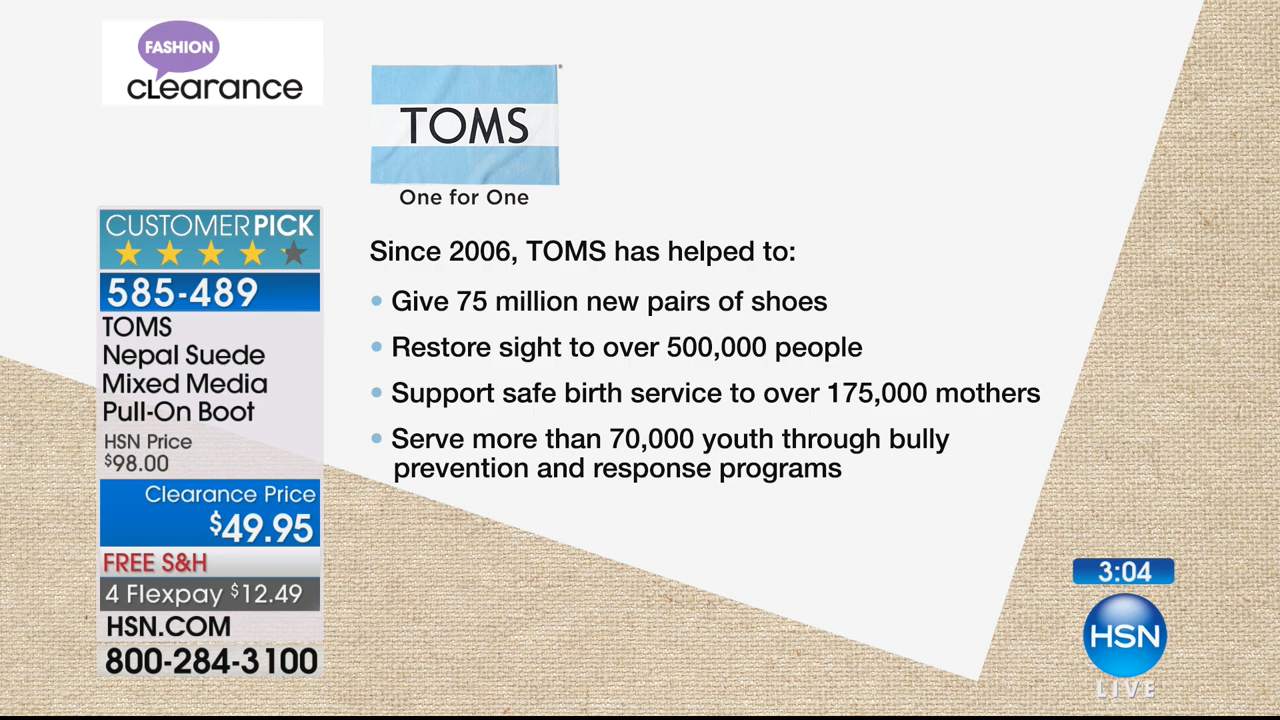 FASHION
CLearance
TOMS
One for One
CUSTOMER PICK
585-489
TOMS
Nepal Suede
Mixed Media
Pull-On Boot
HSN Price
$98.00
Clearance Price
$49.95
FREE S&H
4 Flexpay $12.49
HSN.COM
800-284-3100
Since 2006, TOMS has helped to:
• Give 75 million new pairs of shoes
• Restore sight to over 500,000 people
• Support safe birth service to over 175,000 mothers
• Serve more than 70,000 youth through bully
prevention and response programs
3:04
HSN
LIVE